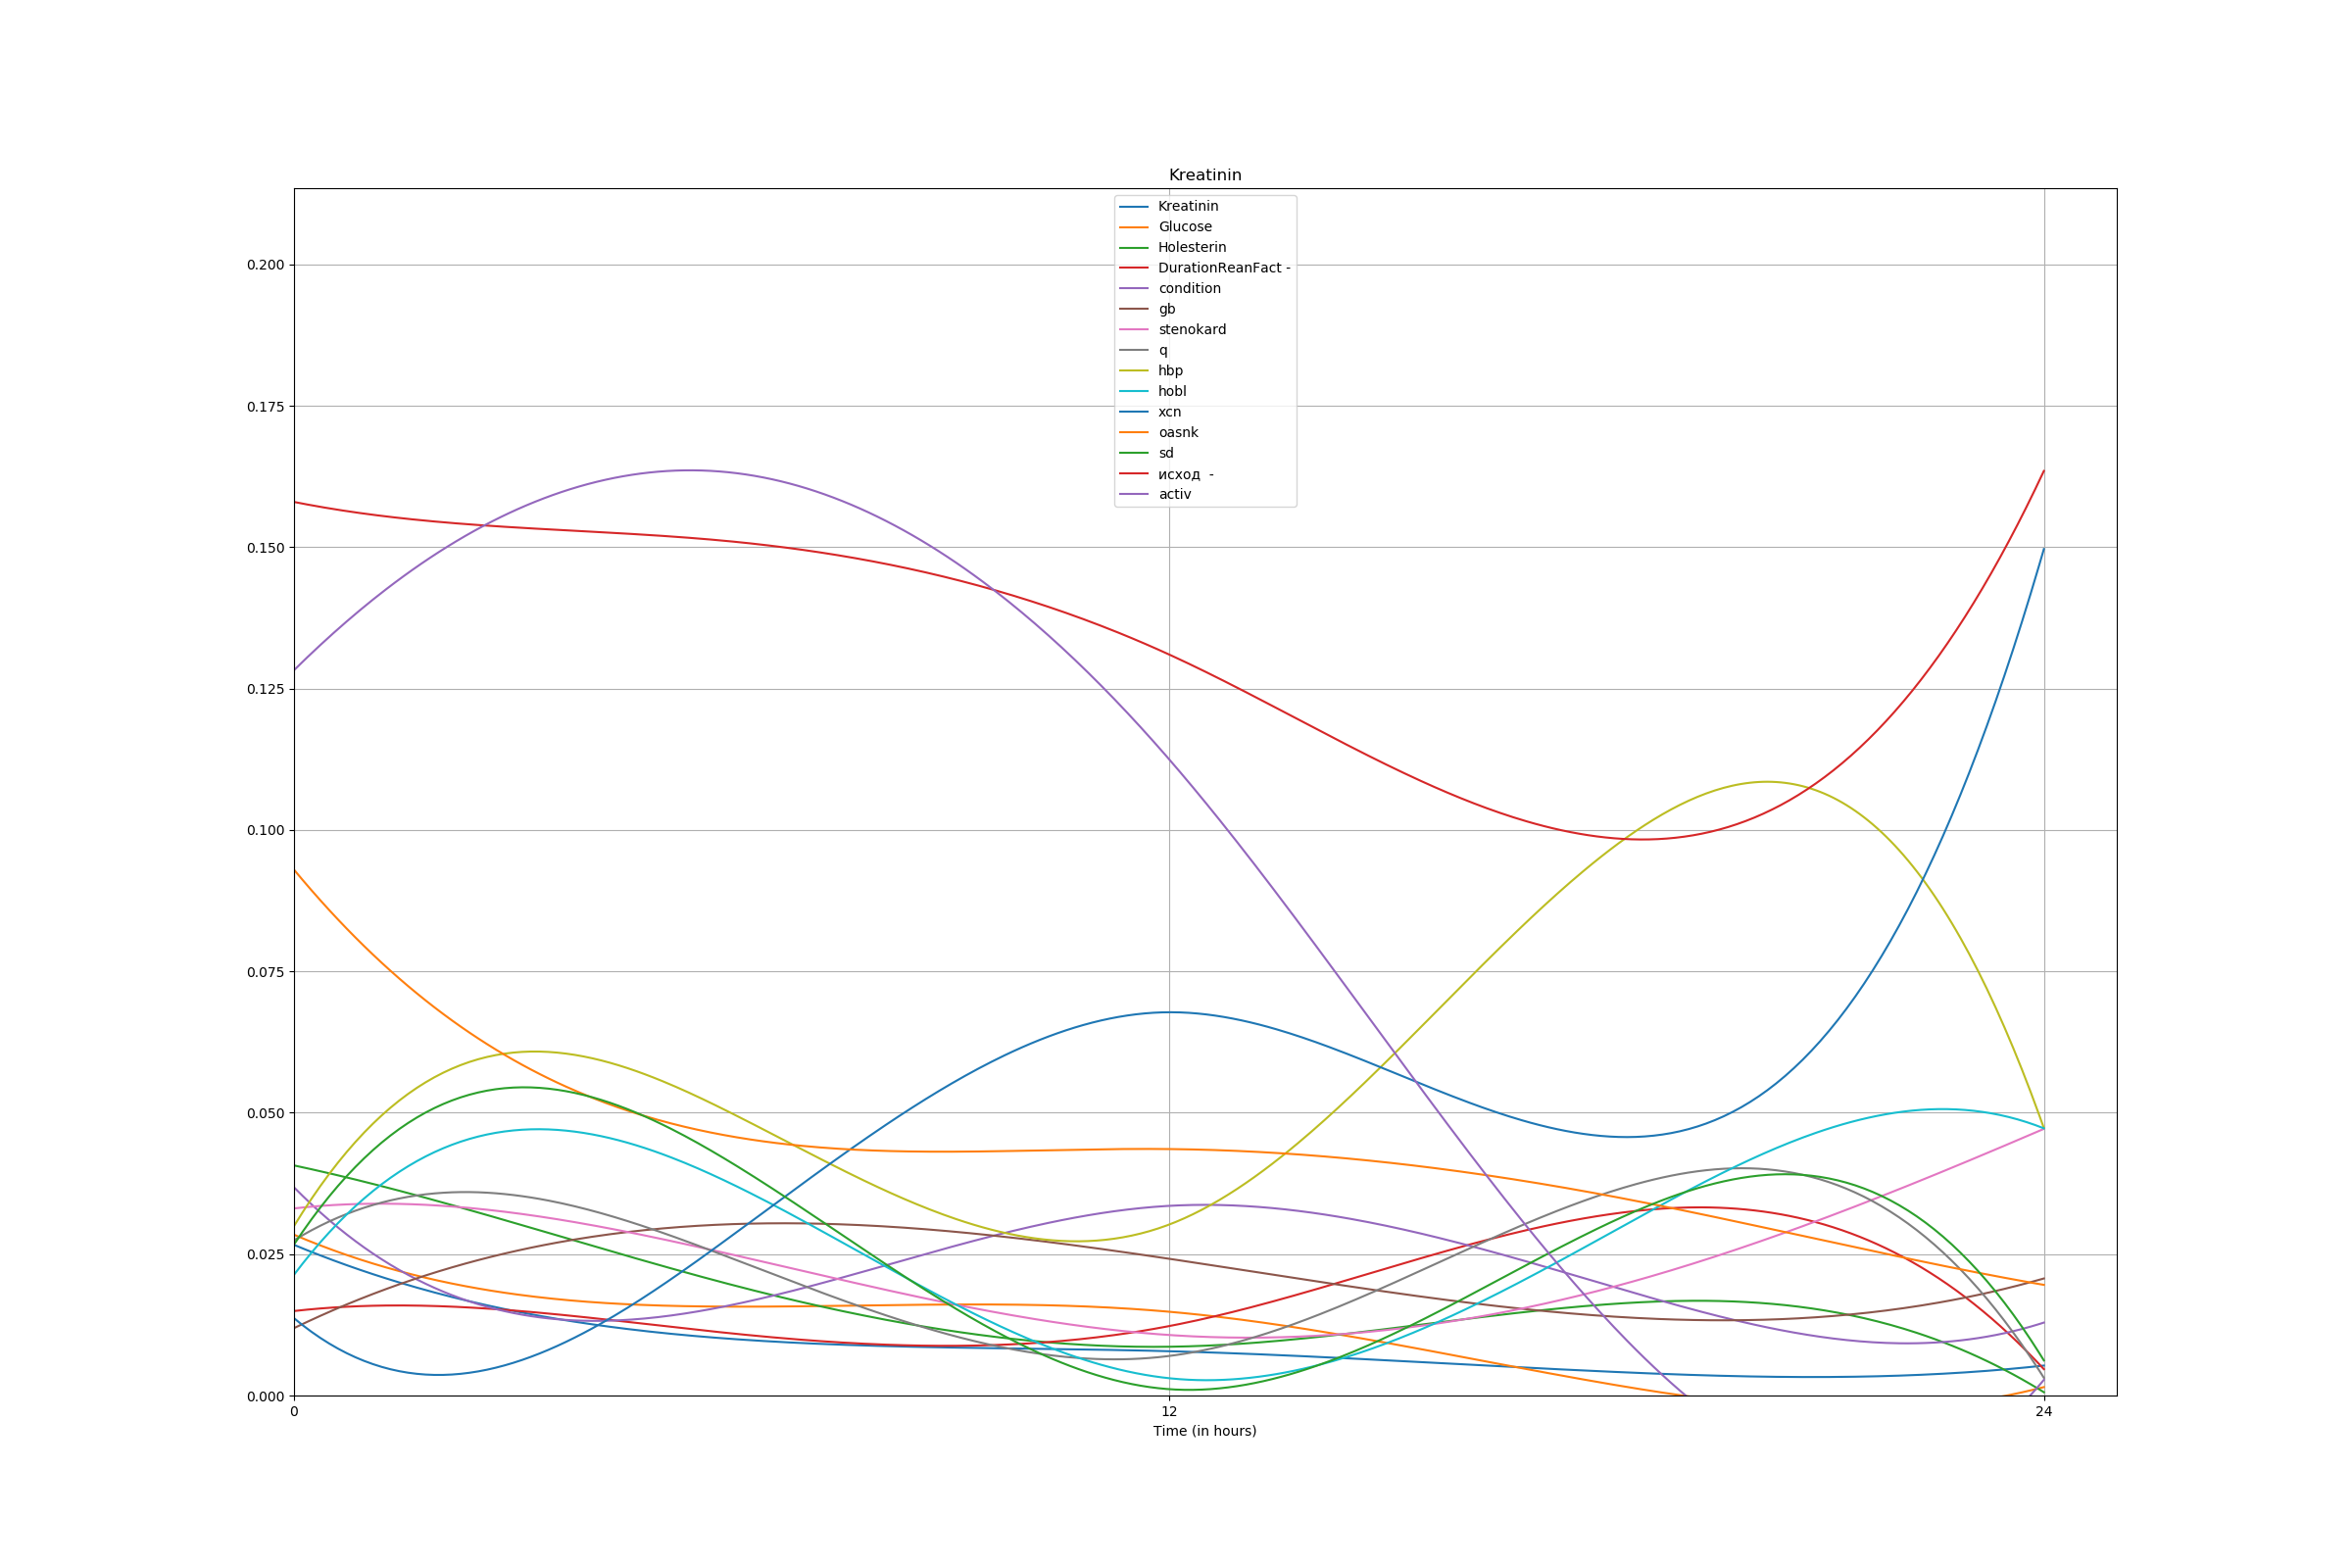 Kreatinin
Kreatinin
Glucose
Holesterin
DurationReanFact -
condition
gb
stenokard
q
hbp
hobl
xcn
oasnk
sd
исход -
activ
0.200
0.175
0.150
0.125
0.100
0.075
0.050
0.025
0.000
0 12 24
Time (in hours)